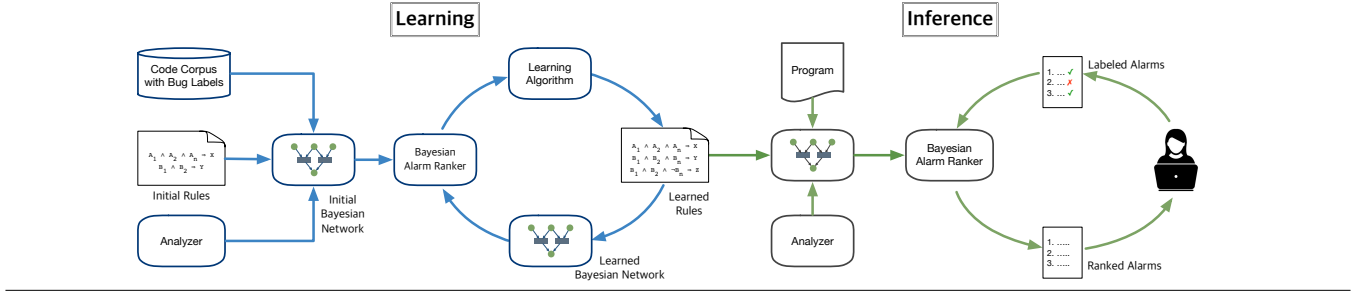 Learning
Inference
Code Corpus
with Bug Labels
A1 ∧ A2 ∧ An → X
B1 ∧ B2 → Y
Initial Rules
Analyzer
Initial
Bayesian
Network
Bayesian
Alarm Ranker
Learning
Algorithm
A1 ∧ A2 ∧ An → X
B1 ∧ B2 ∧ Bn → Y
B1 ∧ B2 ∧ ¬Bn → Z
Learned
Rules
Learned
Bayesian Network
Program
Analyzer
Bayesian
Alarm Ranker
1. ... ✓
2. ... ✗
3. ... ✓
Labeled Alarms
1. .....
2. .....
3. .....
Ranked Alarms